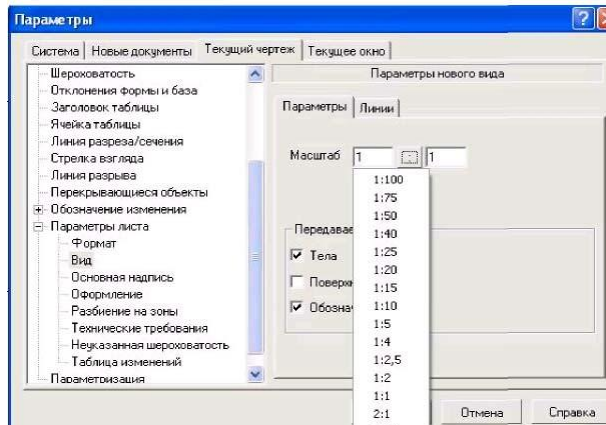 Параметры
Система Новые документы Текущий чертеж Текущее окно
Шероховатость
Отклонения формы и база
Заголовок таблицы
Ячейка таблицы
Линия разреза/сечения
Стрелка взгляда
Линия разрыва
Перекрывающиеся объекты
Обозначение изменения
Параметры листа
Формат
Вид
Основная надпись
Оформление
Разбиение на зоны
Технические требования
Неуказанная шероховатость
Таблица изменений
Параметризация
Параметры нового вида
Параметры Линии
Масштаб 1 : 1
1:100
1:75
1:50
1:40
1:25
1:20
1:15
1:10
1:5
1:4
1:2,5
1:2
1:1
2:1
Передавае
Тела
Поверхн
Обознач
Отмена Справка